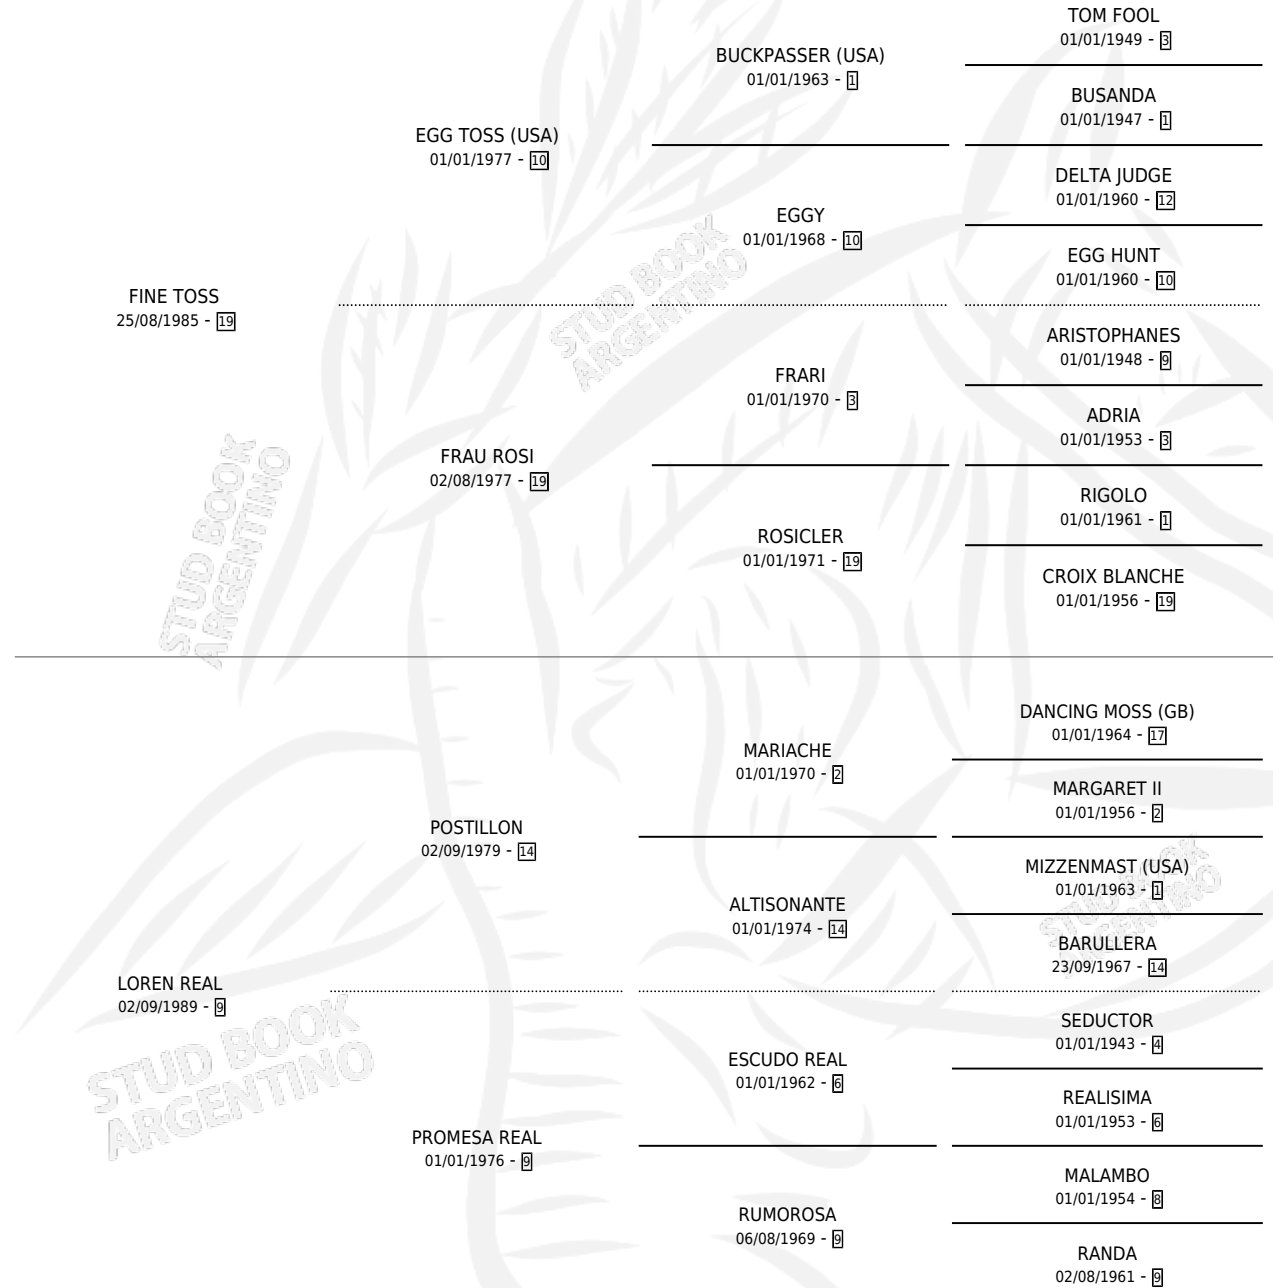 TOM FOOL
01/01/1949 - 3
BUCKPASSER (USA)
01/01/1963 - 1
BUSANDA
01/01/1947 - 1
EGG TOSS (USA)
01/01/1977 - 10
DELTA JUDGE
01/01/1960 - 12
EGGY
01/01/1968 - 10
EGG HUNT
01/01/1960 - 10
FINE TOSS
25/08/1985 - 19
ARISTOPHANES
01/01/1948 - 9
FRARI
01/01/1970 - 3
ADRIA
01/01/1953 - 3
FRAU ROSI
02/08/1977 - 19
RIGOLO
01/01/1961 - 1
ROSICLER
01/01/1971 - 19
CROIX BLANCHE
01/01/1956 - 19
STUD BOOK
ARGENTINO
STUD BOOK
ARGENTINO
DANCING MOSS (GB)
01/01/1964 - 17
MARIACHE
01/01/1970 - 2
MARGARET II
01/01/1956 - 2
POSTILLON
02/09/1979 - 14
MIZZENMAST (USA)
01/01/1963 - 1
ALTISONANTE
01/01/1974 - 14
BARULLERA
23/09/1967 - 14
LOREN REAL
02/09/1989 - 9
SEDUCTOR
01/01/1943 - 4
ESCUDO REAL
01/01/1962 - 6
REALISIMA
01/01/1953 - 6
PROMESA REAL
01/01/1976 - 9
MALAMBO
01/01/1954 - 8
RUMOROSA
06/08/1969 - 9
RANDA
02/08/1961 - 9
STUD BOOK
ARGENTINO
STUD BOOK
ARGENTINO